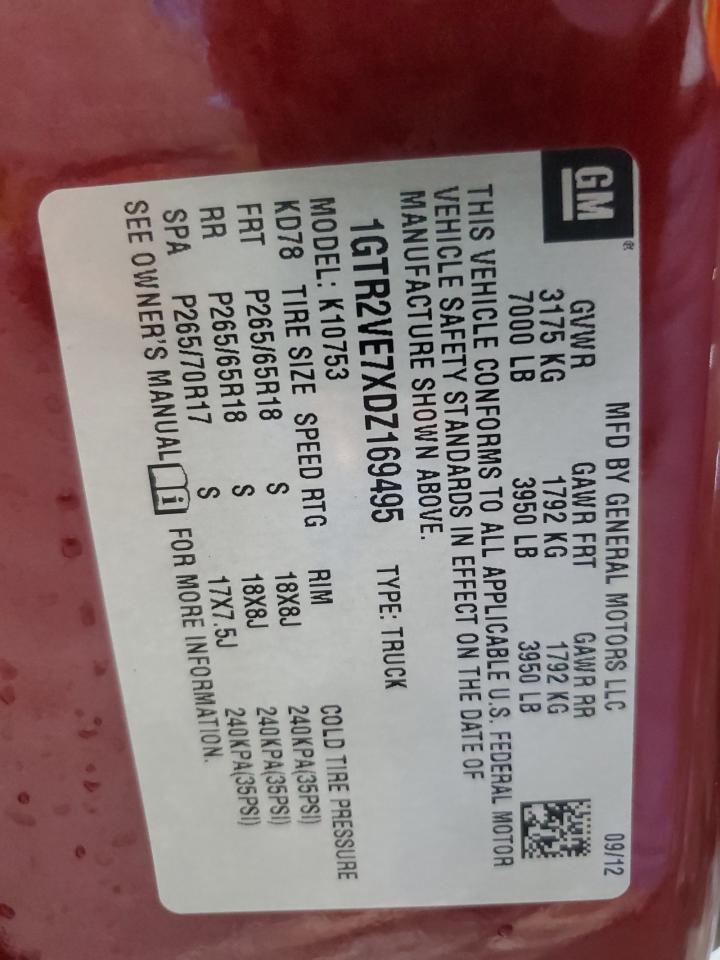 GM®
MFD BY GENERAL MOTORS LLC 09/12
GVWR GAWR FRT GAWR RR
3175 KG 1792 KG 1792 KG
7000 LB 3950 LB 3950 LB
THIS VEHICLE CONFORMS TO ALL APPLICABLE U.S. FEDERAL MOTOR
VEHICLE SAFETY STANDARDS IN EFFECT ON THE DATE OF
MANUFACTURE SHOWN ABOVE.
1GTR2VE7XDZ169495 TYPE: TRUCK
MODEL: K10753
KD78 TIRE SIZE SPEED RTG RIM COLD TIRE PRESSURE
FRT P265/65R18 S 18X8J 240KPA(35PSI)
RR P265/65R18 S 18X8J 240KPA(35PSI)
SPA P265/70R17 S 17X7.5J 240KPA(35PSI)
SEE OWNER'S MANUAL FOR MORE INFORMATION.